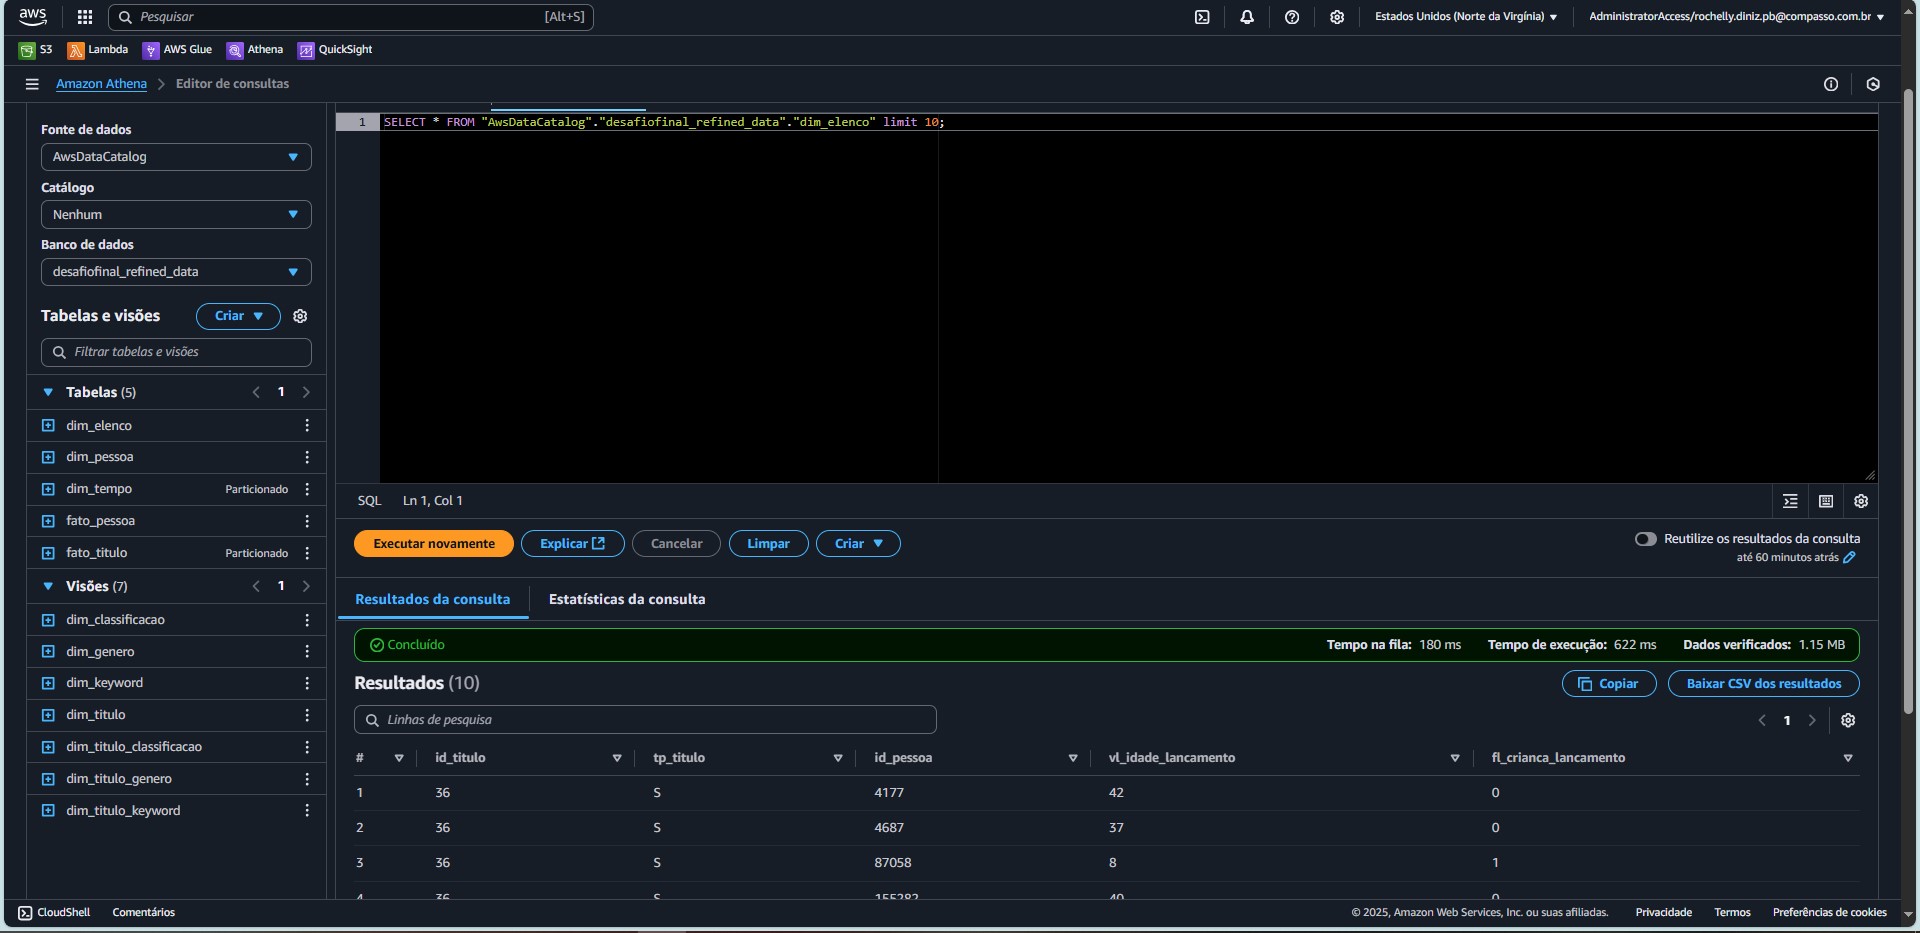 aws
Pesquisar [Alt+S]
Estados Unidos (Norte da Virgínia)
AdministratorAccess/rochelly.diniz.pb@compasso.com.br
S3 Lambda AWS Glue Athena QuickSight
Amazon Athena > Editor de consultas
Fonte de dados
AwsDataCatalog
Catálogo
Nenhum
Banco de dados
desafiofinal_refined_data
Tabelas e visões Criar
Filtrar tabelas e visões
Tabelas (5) < 1 >
dim_elenco
dim_pessoa
dim_tempo Particionado
fato_pessoa
fato_titulo Particionado
Visões (7) < 1 >
dim_classificacao
dim_genero
dim_keyword
dim_titulo
dim_titulo_classificacao
dim_titulo_genero
dim_titulo_keyword
1 SELECT * FROM "AwsDataCatalog"."desafiofinal_refined_data"."dim_elenco" limit 10;
SQL Ln 1, Col 1
Executar novamente Explicar Cancelar Limpar Criar
Reutilize os resultados da consulta
até 60 minutos atrás
Resultados da consulta Estatísticas da consulta
Concluído Tempo na fila: 180 ms Tempo de execução: 622 ms Dados verificados: 1.15 MB
Resultados (10) Copiar Baixar CSV dos resultados
Linhas de pesquisa < 1 >
# id_titulo tp_titulo id_pessoa vl_idade_lancamento fl_crianca_lancamento
1 36 S 4177 42 0
2 36 S 4687 37 0
3 36 S 87058 8 1
4 36 S 155282 40 0
CloudShell Comentários
© 2025, Amazon Web Services, Inc. ou suas afiliadas. Privacidade Termos Preferências de cookies